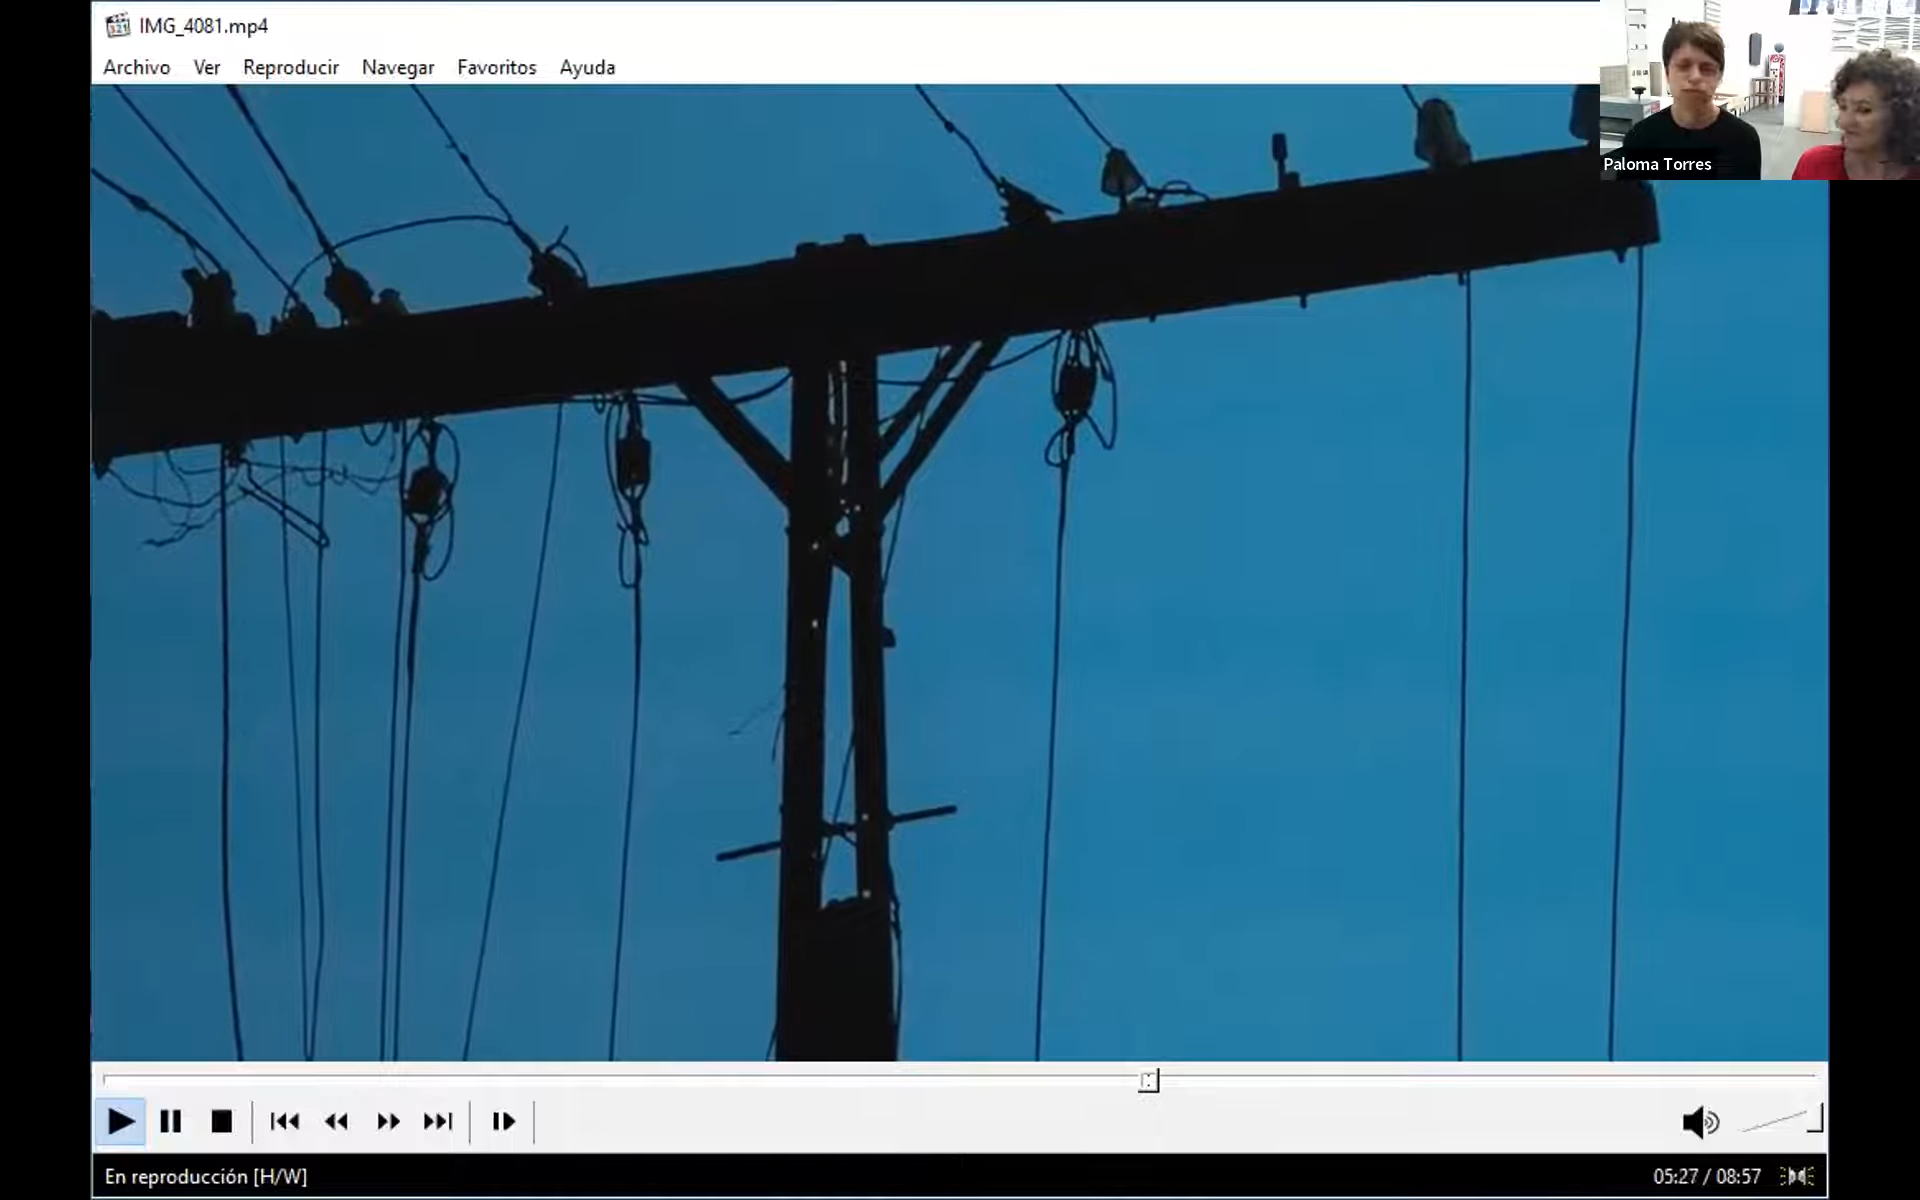 IMG_4081.mp4
Archivo Ver Reproducir Navegar Favoritos Ayuda
Paloma Torres
En reproducción [H/W]
05:27 / 08:57